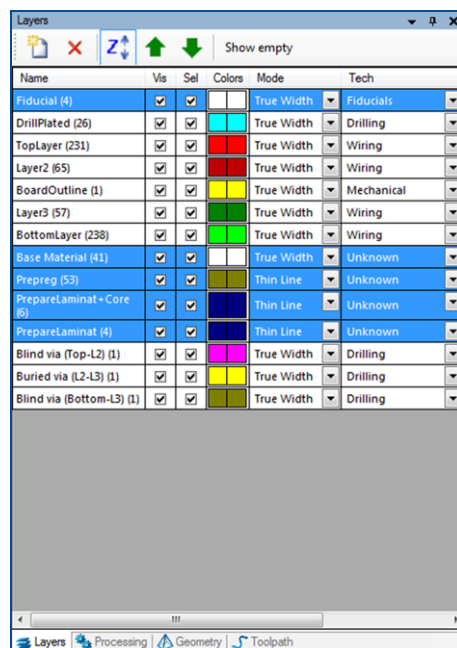 Layers
Z Show empty
Name Vis Sel Colors Mode Tech
Fiducial (4) True Width Fiducials
DrillPlated (26) True Width Drilling
TopLayer (231) True Width Wiring
Layer2 (65) True Width Wiring
BoardOutline (1) True Width Mechanical
Layer3 (57) True Width Wiring
BottomLayer (238) True Width Wiring
Base Material (41) True Width Unknown
Prepreg (53) Thin Line Unknown
PrepareLaminat+Core
(6) Thin Line Unknown
PrepareLaminat (4) Thin Line Unknown
Blind via (Top-L2) (1) True Width Drilling
Buried via (L2-L3) (1) True Width Drilling
Blind via (Bottom-L3) (1) True Width Drilling
Layers Processing Geometry Toolpath